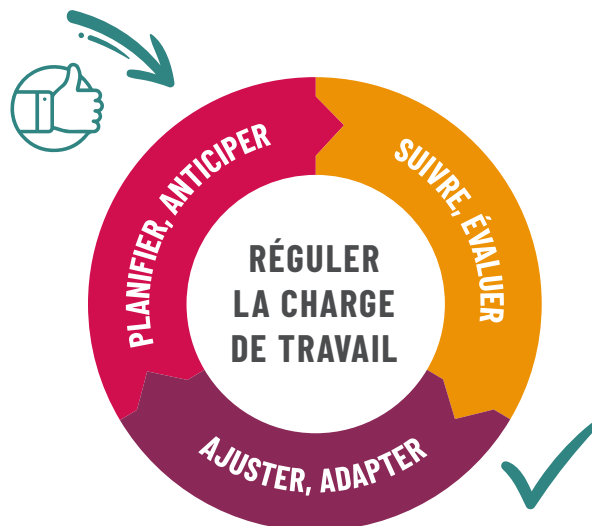 PLANIFIER, ANTICIPER
SUIVRE, ÉVALUER
RÉGULER
LA CHARGE
DE TRAVAIL
AJUSTER, ADAPTER